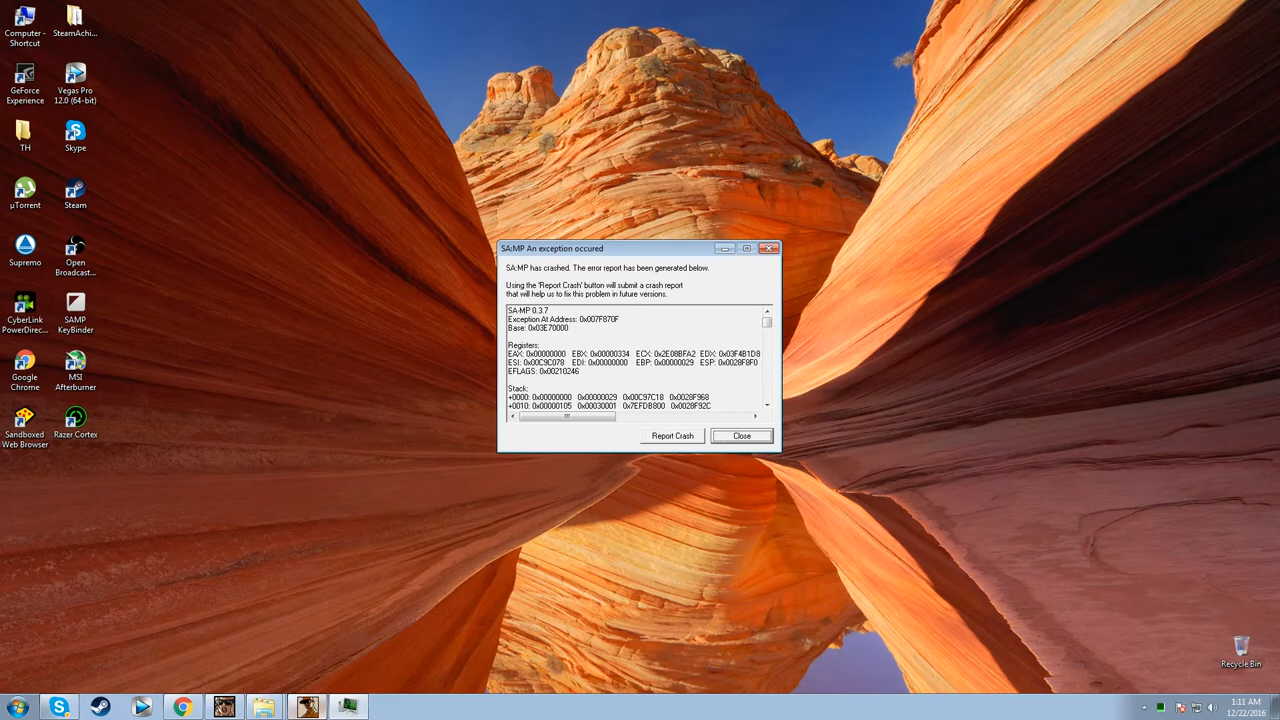 Computer -
Shortcut
SteamAchi...
GeForce
Experience
Vegas Pro
12.0 (64-bit)
TH
Skype
µTorrent
Steam
Supremo
Open
Broadcast...
CyberLink
PowerDirec...
SAMP
KeyBinder
Google
Chrome
MSI
Afterburner
Sandboxed
Web Browser
Razer Cortex
SA:MP An exception occured
SA:MP has crashed. The error report has been generated below.
Using the 'Report Crash' button will submit a crash report
that will help us to fix this problem in future versions.
SA-MP 0.3.7
Exception At Address: 0x007F870F
Base: 0x03E70000
Registers:
EAX: 0x00000000 EBX: 0x00000334 ECX: 0x2E08BFA2 EDX: 0x03F4B1D8
ESI: 0x00C9C078 EDI: 0x00000000 EBP: 0x00000029 ESP: 0x0028F8F0
EFLAGS: 0x00210246
Stack:
+0000: 0x00000000 0x00000029 0x00C97C18 0x0028F968
+0010: 0x00000105 0x00030001 0x7EFDB800 0x0028F92C
Report Crash
Close
Recycle Bin
1:11 AM
12/22/2016